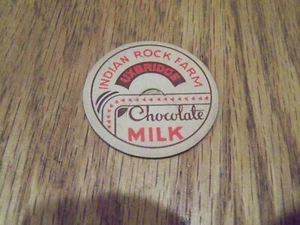 INDIAN ROCK FARM
UXBRIDGE
Chocolate
MILK